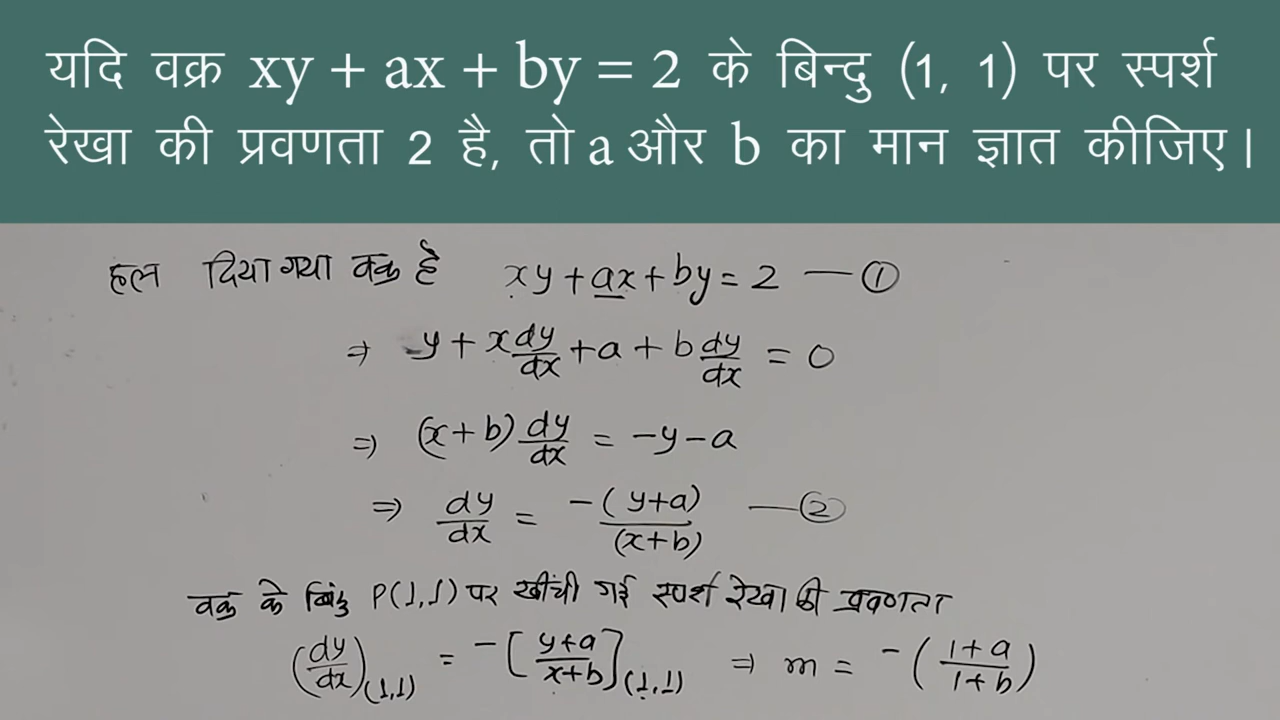 यदि वक्र xy + ax + by = 2 के बिन्दु (1, 1) पर स्पर्श
रेखा की प्रवणता 2 है, तो a और b का मान ज्ञात कीजिए।
हल दिया गया वक्र है xy + ax + by = 2 — ①
⇒ y + x dy/dx + a + b dy/dx = 0
⇒ (x + b) dy/dx = -y - a
⇒ dy/dx = -(y+a)/(x+b) — ②
वक्र के बिंदु P(1,1) पर खींची गई स्पर्श रेखा की प्रवणता
(dy/dx)(1,1) = -[y+a/x+b](1,1) ⇒ m = -(1+a/1+b)